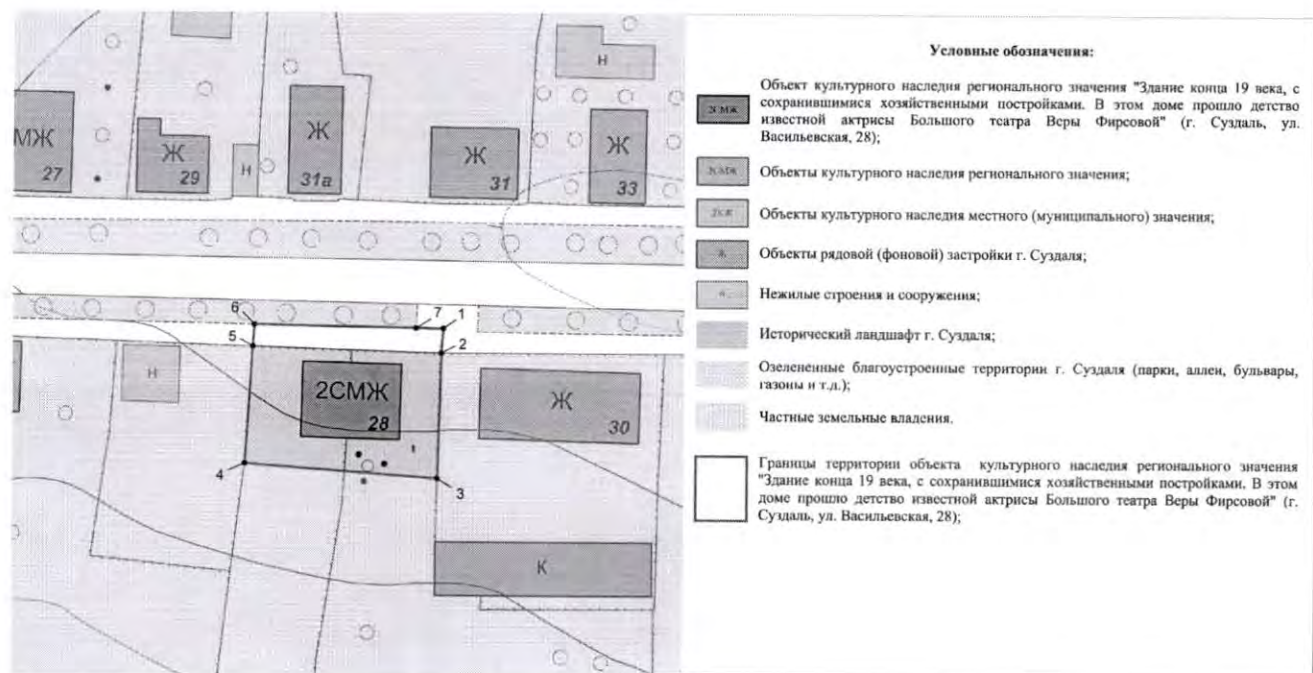 н
МЖ
27
Ж
29
н
Ж
31а
Ж
31
Ж
33
6
7
1
5
2
н
2СМЖ
28
Ж
30
4
3
К
Условные обозначения:
Объект культурного наследия регионального значения "Здание конца 19 века, с
сохранившимися хозяйственными постройками. В этом доме прошло детство
известной актрисы Большого театра Веры Фирсовой" (г. Суздаль, ул.
Васильевская, 28);
Объекты культурного наследия регионального значения;
Объекты культурного наследия местного (муниципального) значения;
Ж
Объекты рядовой (фоновой) застройки г. Суздаля;
н
Нежилые строения и сооружения;
Исторический ландшафт г. Суздаля;
Озелененные благоустроенные территории г. Суздаля (парки, аллеи, бульвары,
газоны и т.д.);
Частные земельные владения.
Границы территории объекта культурного наследия регионального значения
"Здание конца 19 века, с сохранившимися хозяйственными постройками. В этом
доме прошло детство известной актрисы Большого театра Веры Фирсовой" (г.
Суздаль, ул. Васильевская, 28);